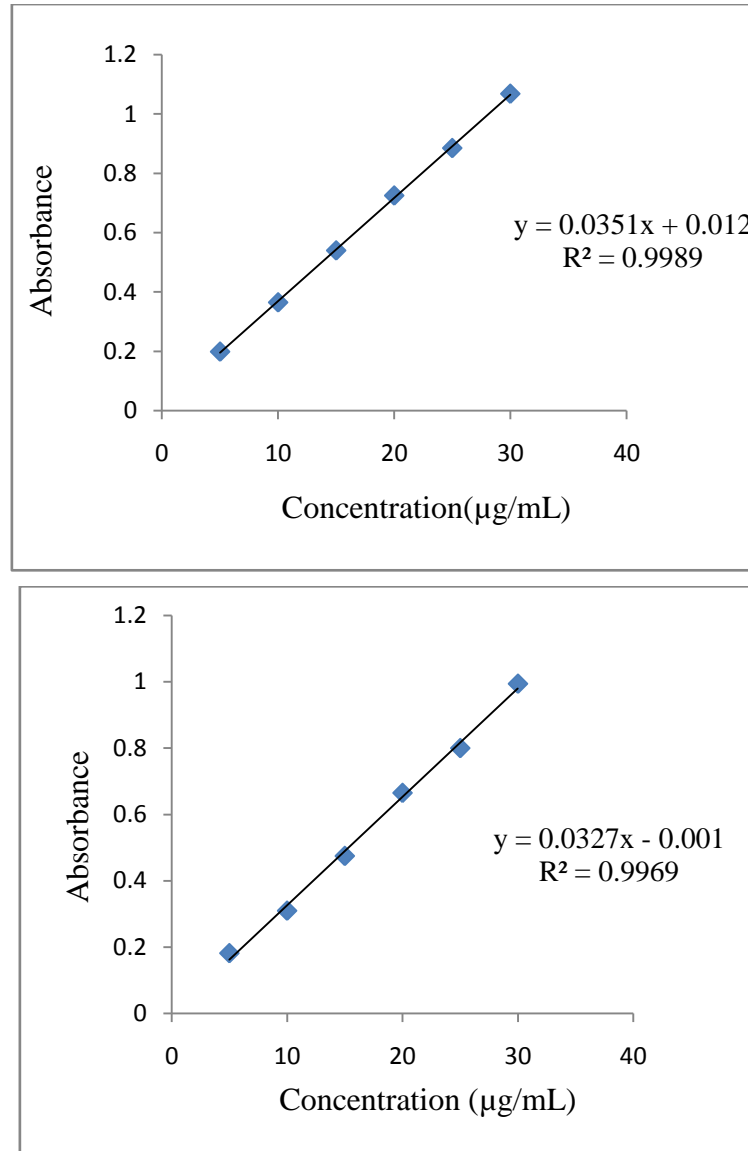 1.2
1
0.8
0.6
0.4
0.2
0
Absorbance
y = 0.0351x + 0.012
R² = 0.9989
0 10 20 30 40
Concentration(µg/mL)
1.2
1
0.8
0.6
0.4
0.2
0
Absorbance
y = 0.0327x - 0.001
R² = 0.9969
0 10 20 30 40
Concentration (µg/mL)